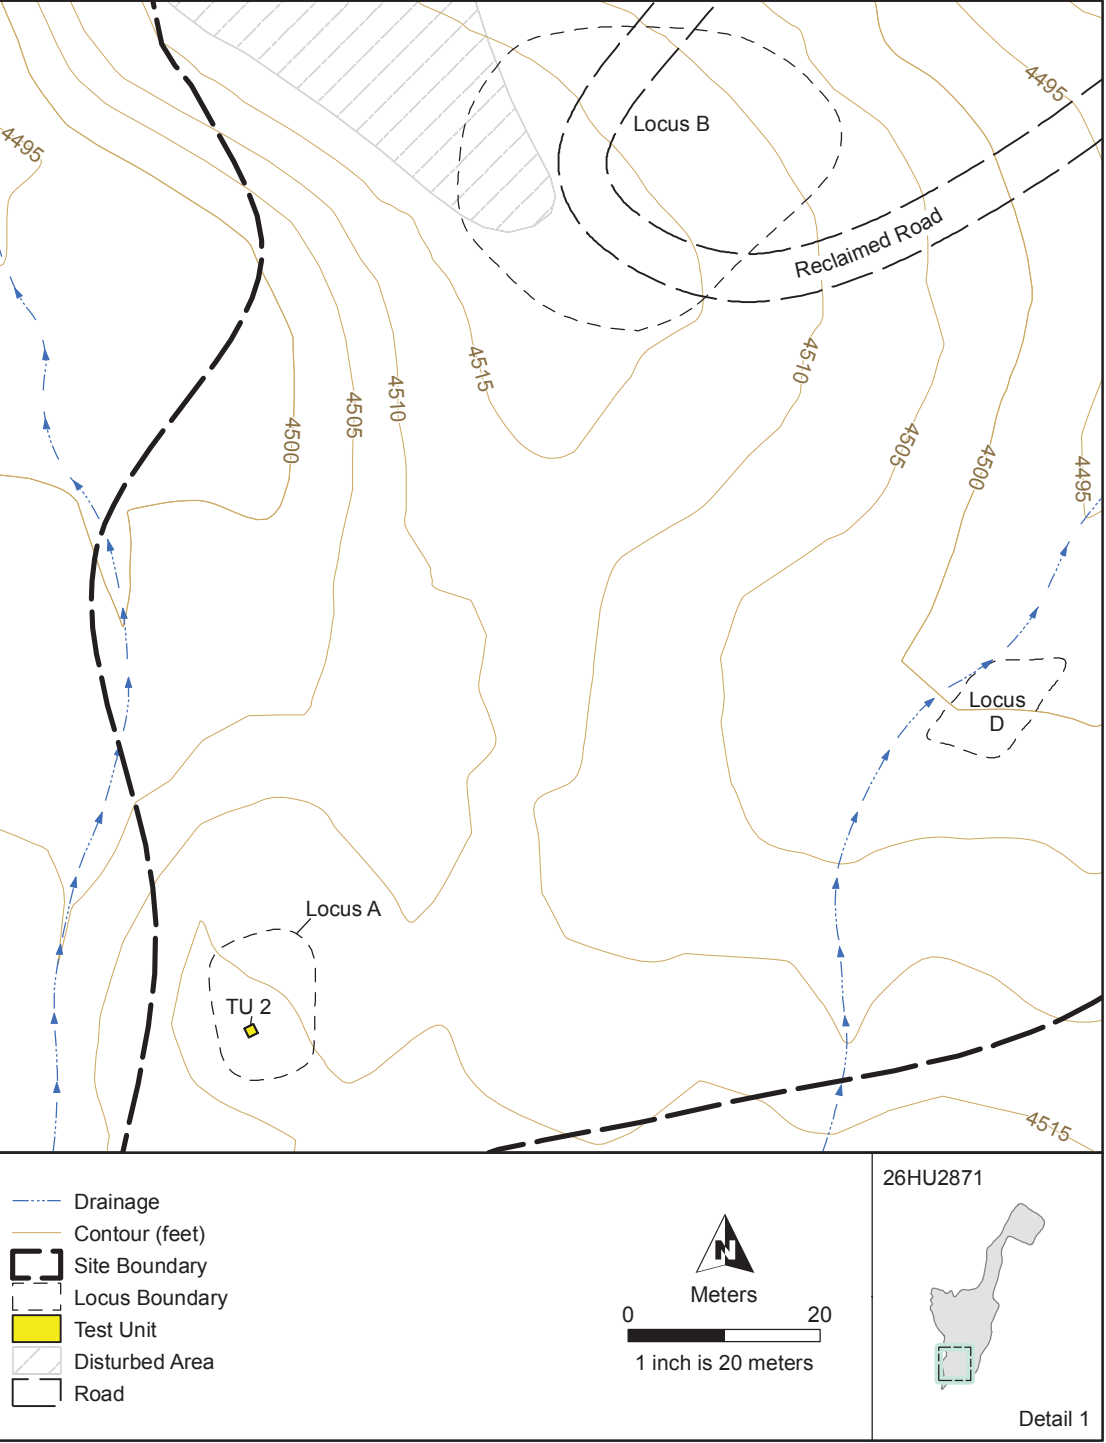 4495
Locus B
4495
Reclaimed Road
4515
4510
4510
4505
4500
4505
4500
4495
Locus
D
Locus A
TU 2
4515
Drainage
Contour (feet)
Site Boundary
Locus Boundary
Test Unit
Disturbed Area
Road
N
Meters
0 20
1 inch is 20 meters
26HU2871
Detail 1